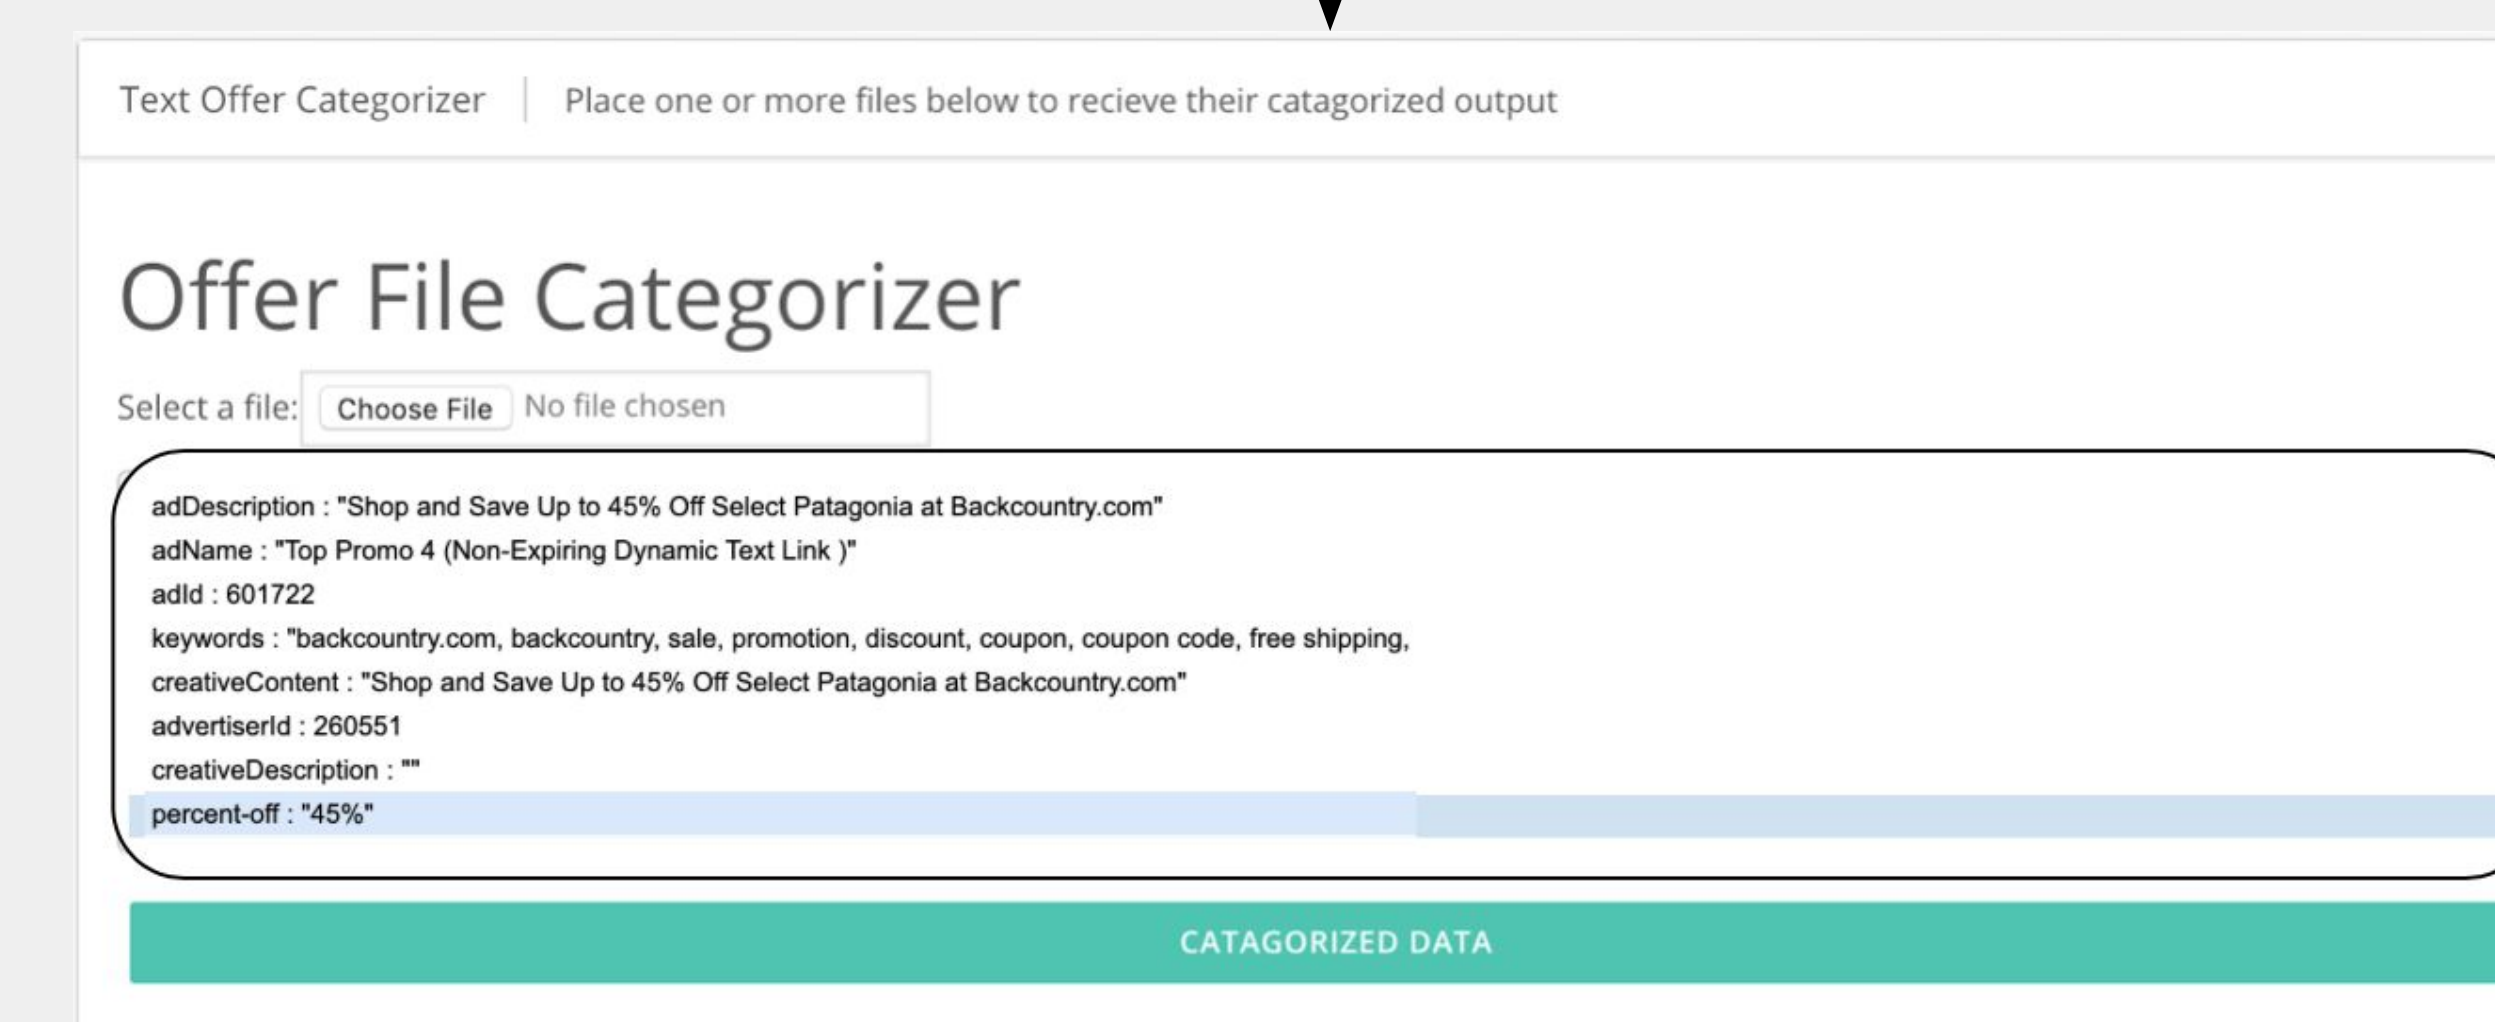 Text Offer Categorizer Place one or more files below to recieve their catagorized output
Offer File Categorizer
Select a file: Choose File No file chosen
adDescription : "Shop and Save Up to 45% Off Select Patagonia at Backcountry.com"
adName : "Top Promo 4 (Non-Expiring Dynamic Text Link )"
adId : 601722
keywords : "backcountry.com, backcountry, sale, promotion, discount, coupon, coupon code, free shipping,
creativeContent : "Shop and Save Up to 45% Off Select Patagonia at Backcountry.com"
advertiserId : 260551
creativeDescription : ""
percent-off : "45%"
CATAGORIZED DATA